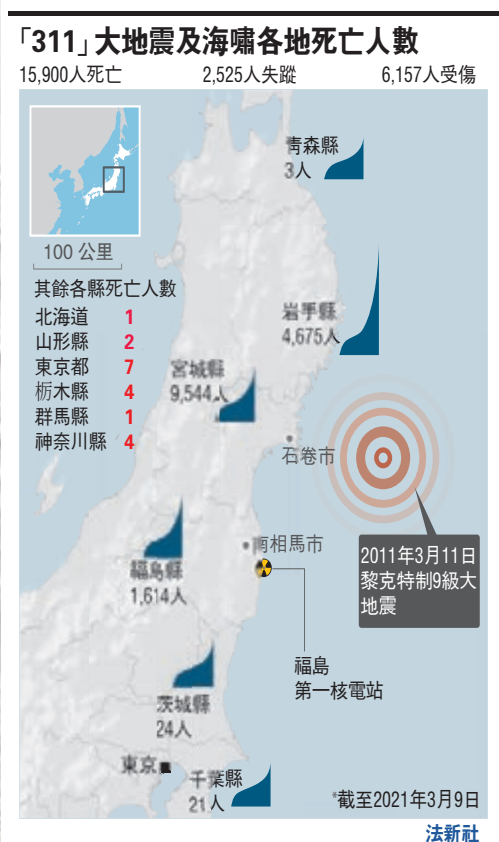 「311」大地震及海嘯各地死亡人數
15,900人死亡 2,525人失蹤 6,157人受傷
青森縣
3人
100 公里
其餘各縣死亡人數
北海道 1
山形縣 2
東京都 7
栃木縣 4
群馬縣 1
神奈川縣 4
岩手縣
4,675人
宮城縣
9,544人
石卷市
2011年3月11日
黎克特制9級大
地震
南相馬市
福島縣
1,614人
福島
第一核電站
茨城縣
24人
東京
千葉縣
21人
*截至2021年3月9日
法新社